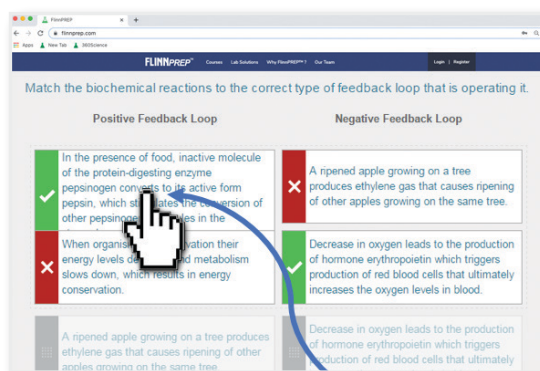 FlinnPREP
flinnprep.com
Apps New Tab 360Science
FLINNPREP™ Courses Lab Solutions Why FlinnPREP™? Our Team Login | Register
Match the biochemical reactions to the correct type of feedback loop that is operating it.
Positive Feedback Loop
In the presence of food, inactive molecule
of the protein-digesting enzyme
pepsinogen converts to its active form
pepsin, which the conversion of
other in the
When
energy levels metabolism
slows down, which results in energy
conservation.
A ripened apple growing on a tree produces
ethylene gas that causes ripening of other
apples growing on the same tree.
Negative Feedback Loop
A ripened apple growing on a tree
produces ethylene gas that causes ripening
of other apples growing on the same tree.
Decrease in oxygen leads to the production
of hormone erythropoietin which triggers
production of red blood cells that ultimately
increases the oxygen levels in blood.
Decrease in oxygen leads to the production
of hormone erythropoietin which triggers
production of red blood cells that ultimately